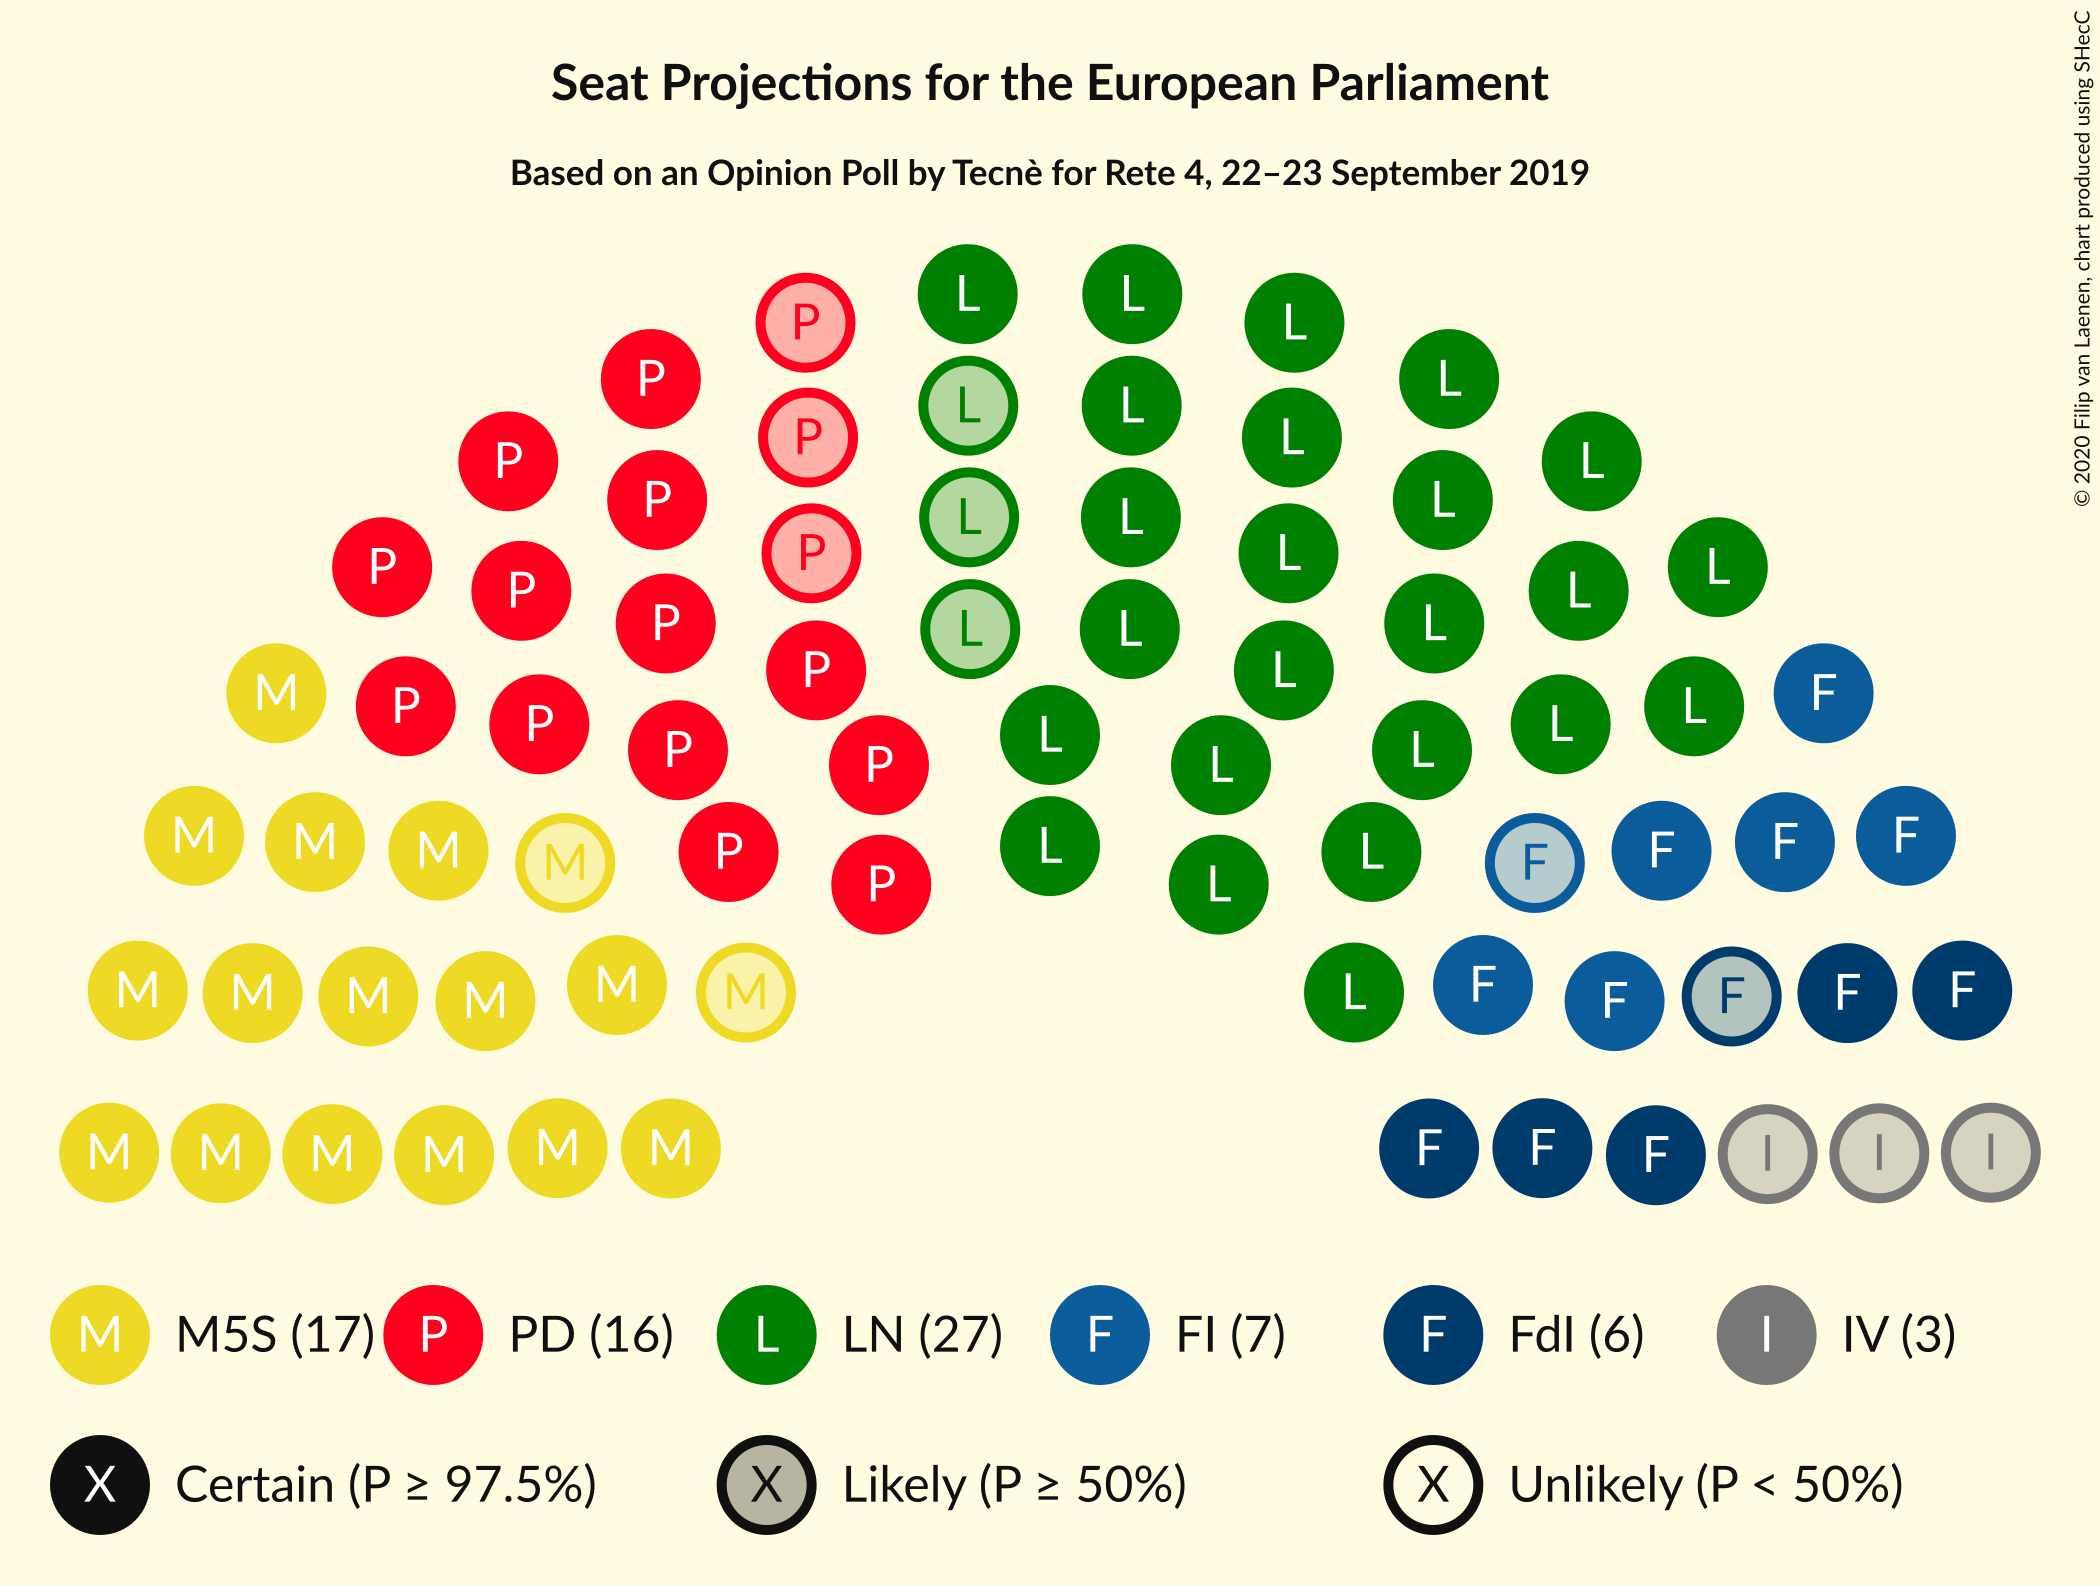 Seat Projections for the European Parliament
Based on an Opinion Poll by Tecnè for Rete 4, 22–23 September 2019
© 2020 Filip van Laenen, chart produced using SHecC
L L
P L
P L
L L
P L
P L
P L
P L
L L
P L
P L
P L
P L
L L
P L
M F
P L
P L
L
P L
P L
M F
M F
L
M F
P L
M F
P L
M L F
M F
M F
M F
M F
M F
M F
M M M M M M F F F I I I
M M5S (17) P PD (16) L LN (27) F FI (7) F FdI (6) I IV (3)
X Certain (P ≥ 97.5%) X Likely (P ≥ 50%) X Unlikely (P < 50%)